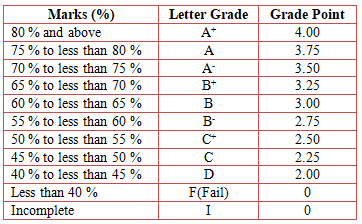 Marks (%) Letter Grade Grade Point
80 % and above A+ 4.00
75 % to less than 80 % A 3.75
70 % to less than 75 % A- 3.50
65 % to less than 70 % B+ 3.25
60 % to less than 65 % B 3.00
55 % to less than 60 % B- 2.75
50 % to less than 55 % C+ 2.50
45 % to less than 50 % C 2.25
40 % to less than 45 % D 2.00
Less than 40 % F(Fail) 0
Incomplete I 0